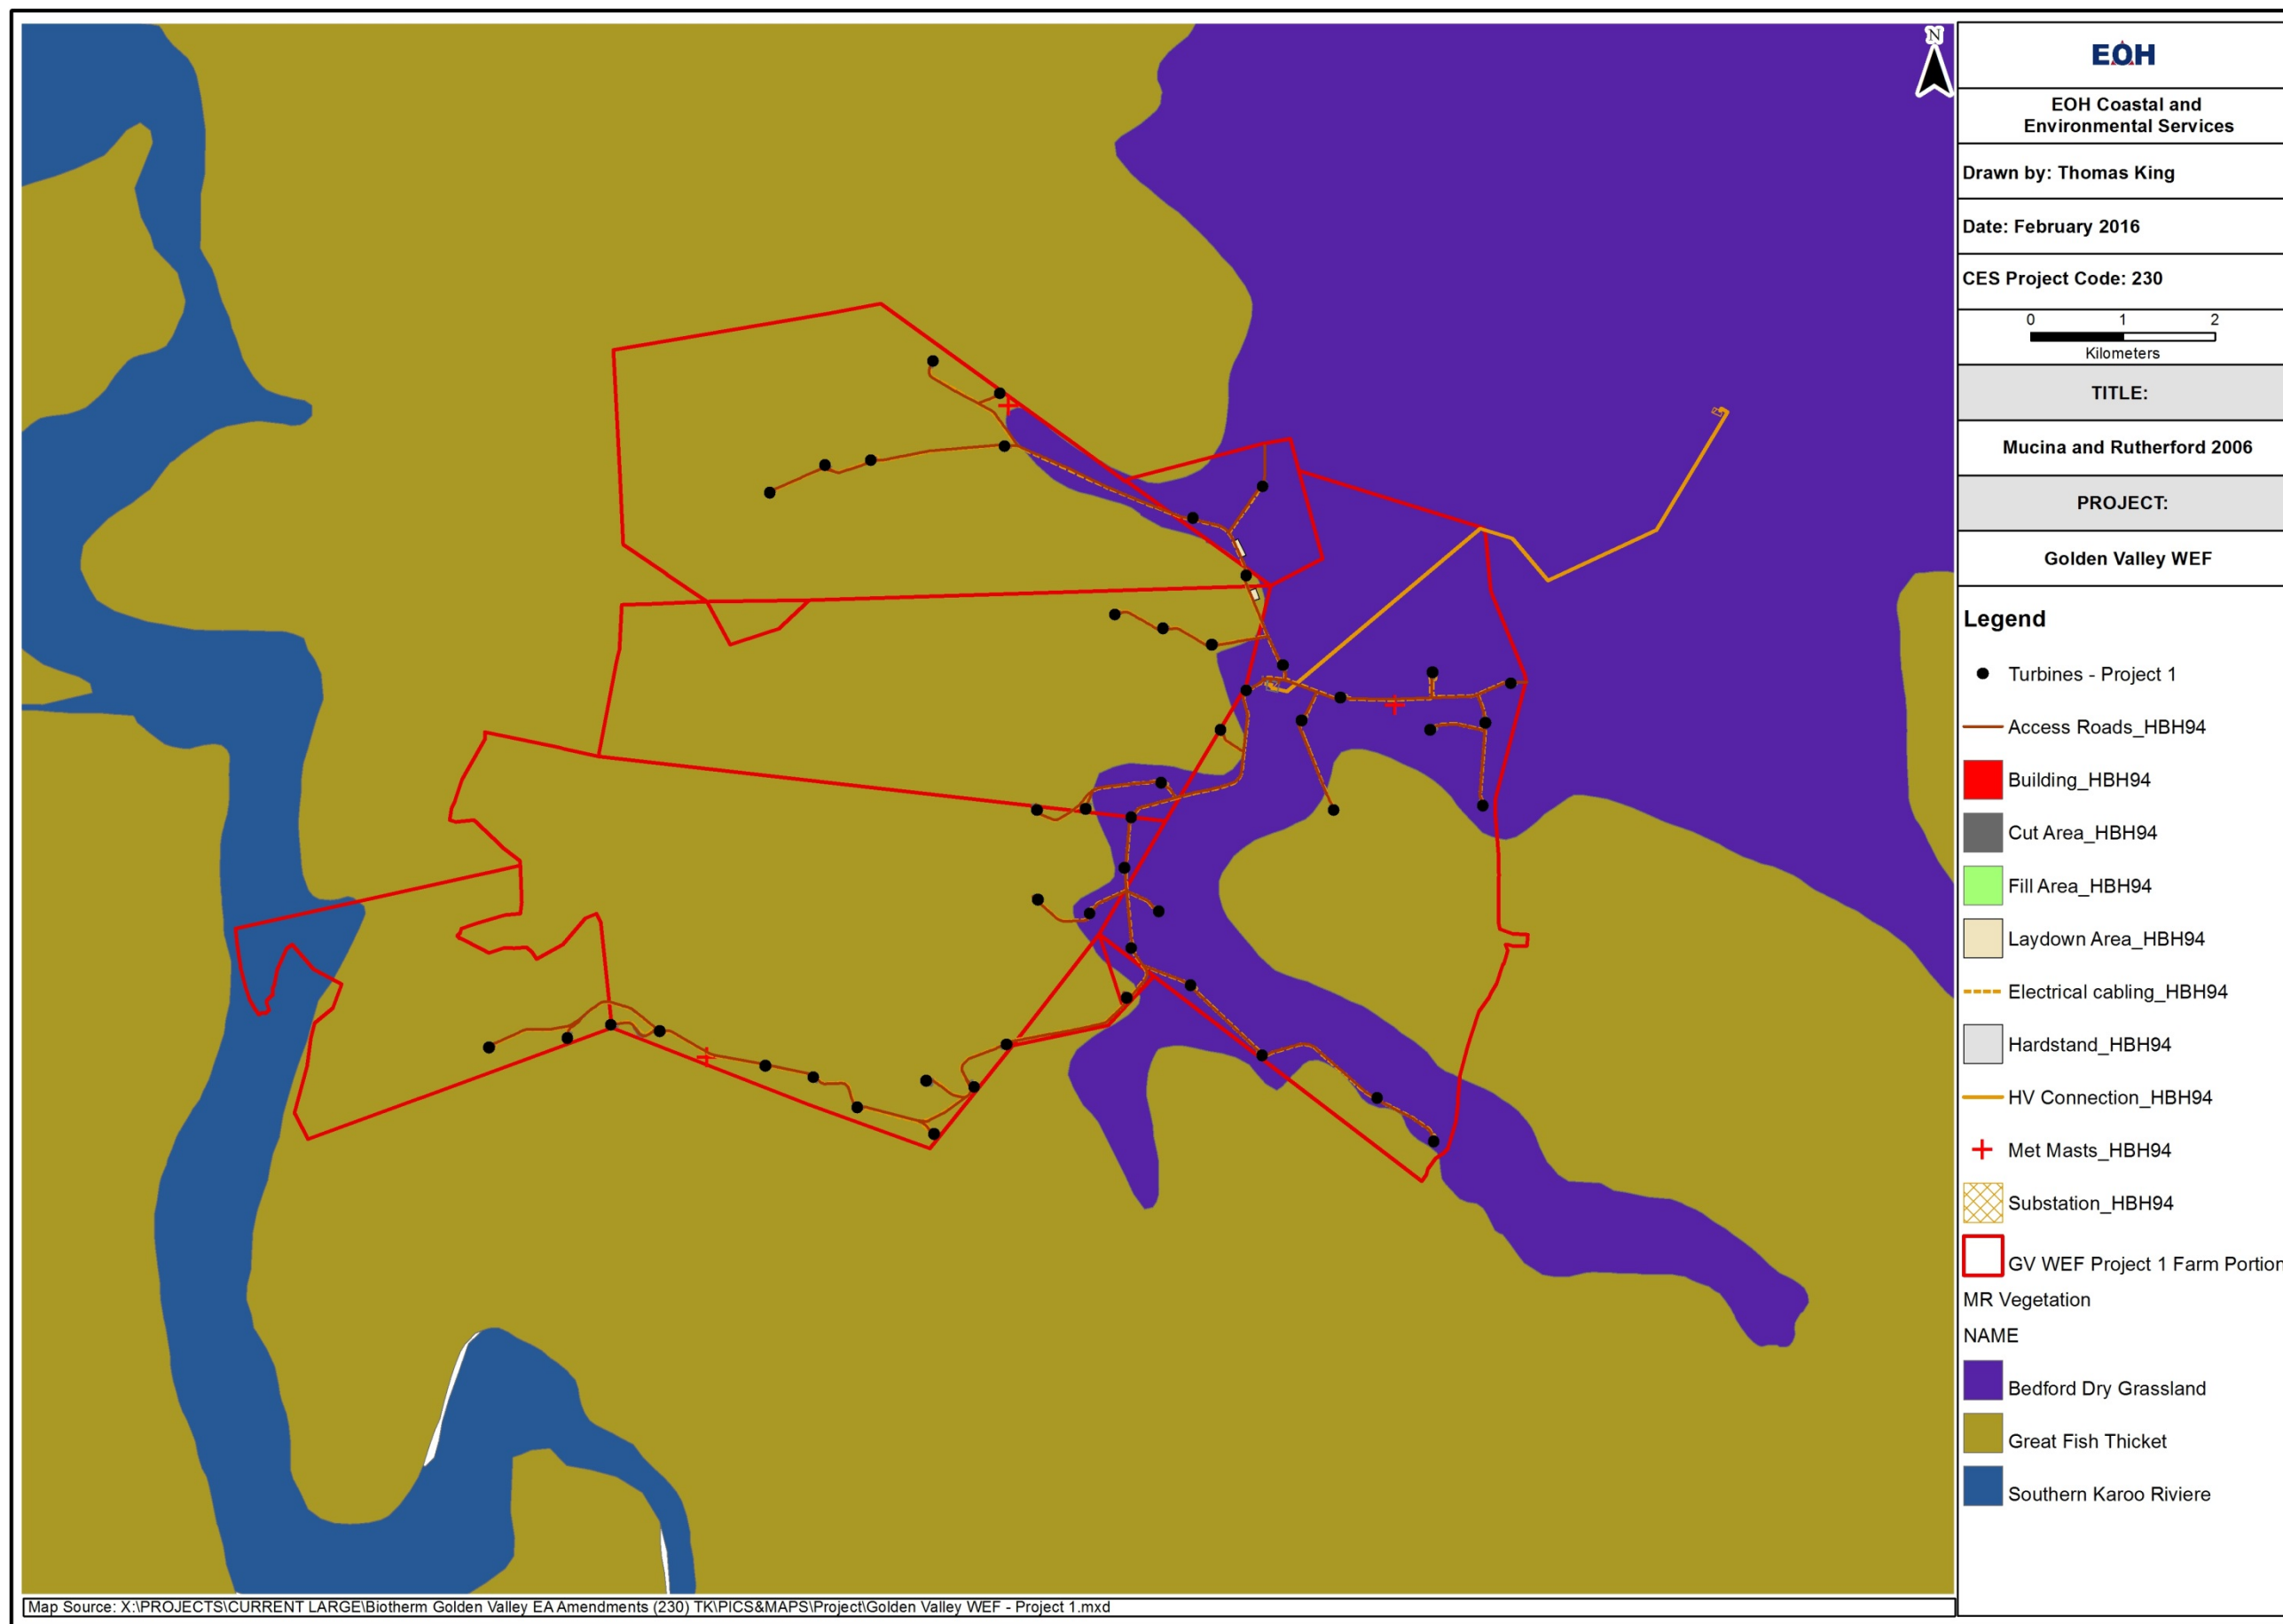 N
EOH
EOH Coastal and
Environmental Services
Drawn by: Thomas King
Date: February 2016
CES Project Code: 230
0 1 2
Kilometers
TITLE:
Mucina and Rutherford 2006
PROJECT:
Golden Valley WEF
Legend
Turbines - Project 1
Access Roads_HBH94
Building_HBH94
Cut Area_HBH94
Fill Area_HBH94
Laydown Area_HBH94
Electrical cabling_HBH94
Hardstand_HBH94
HV Connection_HBH94
Met Masts_HBH94
Substation_HBH94
GV WEF Project 1 Farm Portion
MR Vegetation
NAME
Bedford Dry Grassland
Great Fish Thicket
Southern Karoo Riviere
Map Source: X:\PROJECTS\CURRENT LARGE\Biotherm Golden Valley EA Amendments (230) TK\PICS&MAPS\Project\Golden Valley WEF - Project 1.mxd